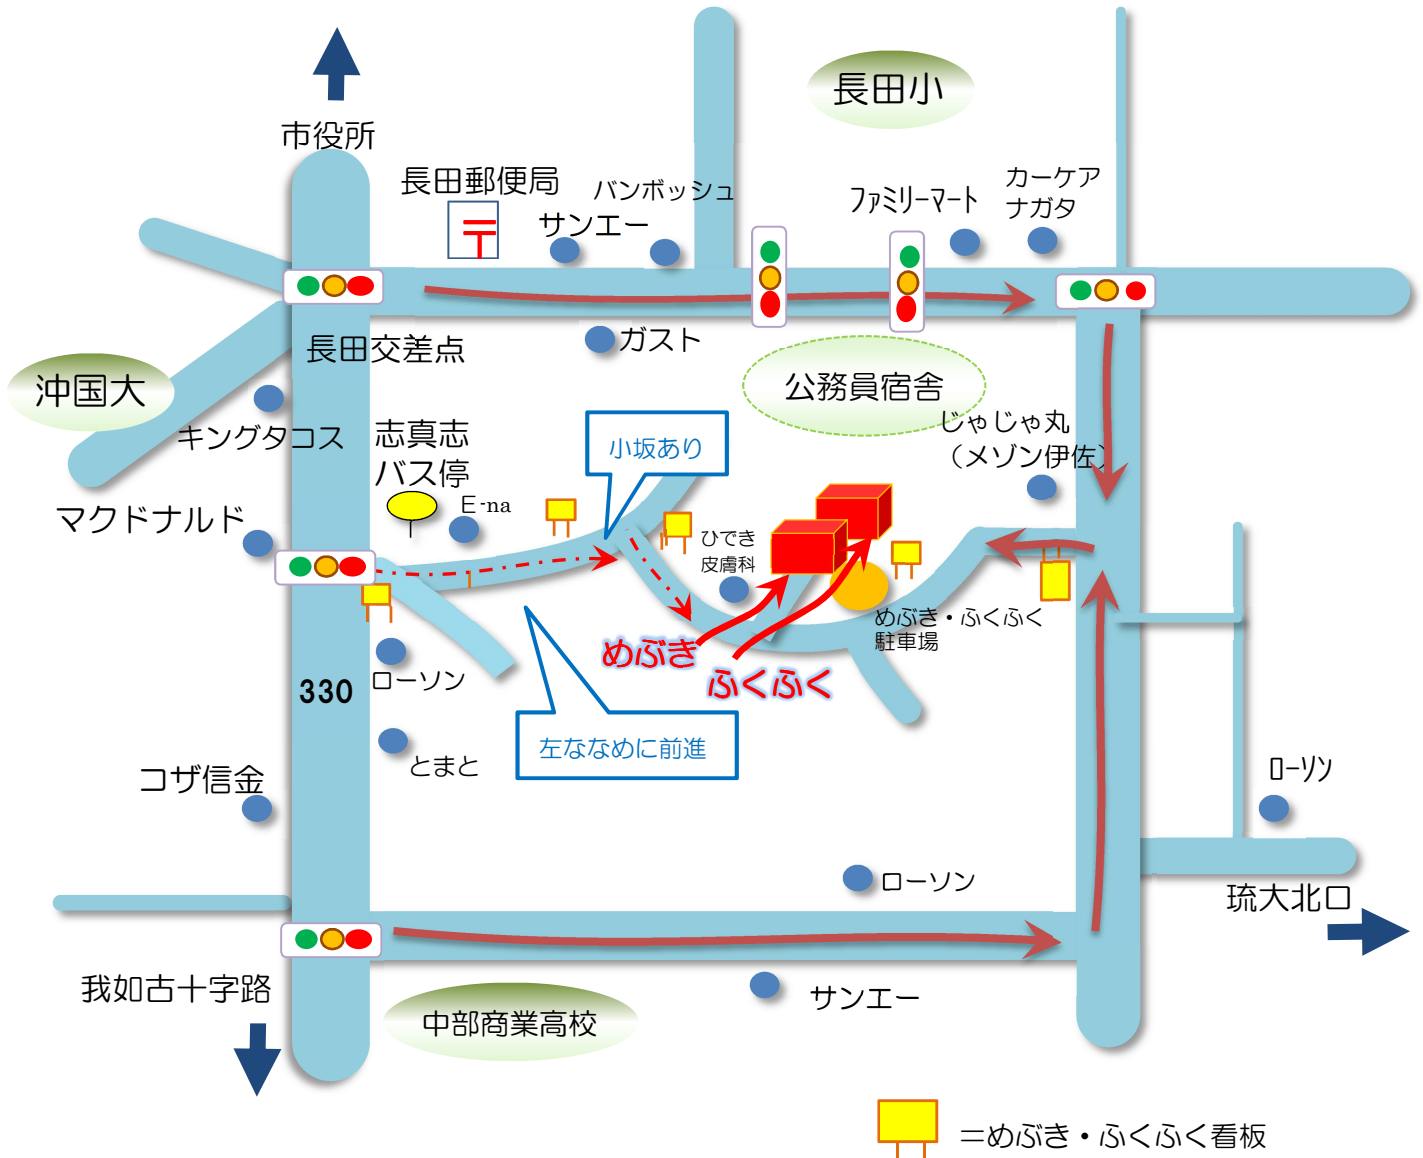 長田小
市役所
長田郵便局
バンボッシュ
サンエー
ファミリーマート
カーケア
ナガタ
長田交差点
ガスト
沖国大
公務員宿舎
キングタコス
志真志
バス停
小坂あり
じゃじゃ丸
（メゾン伊佐）
E-na
マクドナルド
ひでき
皮膚科
めぶき・ふくふく
駐車場
めぶき
ふくふく
ローソン
330
左ななめに前進
とまと
コザ信金
ローソン
ローソン
琉大北口
我如古十字路
サンエー
中部商業高校
＝めぶき・ふくふく看板